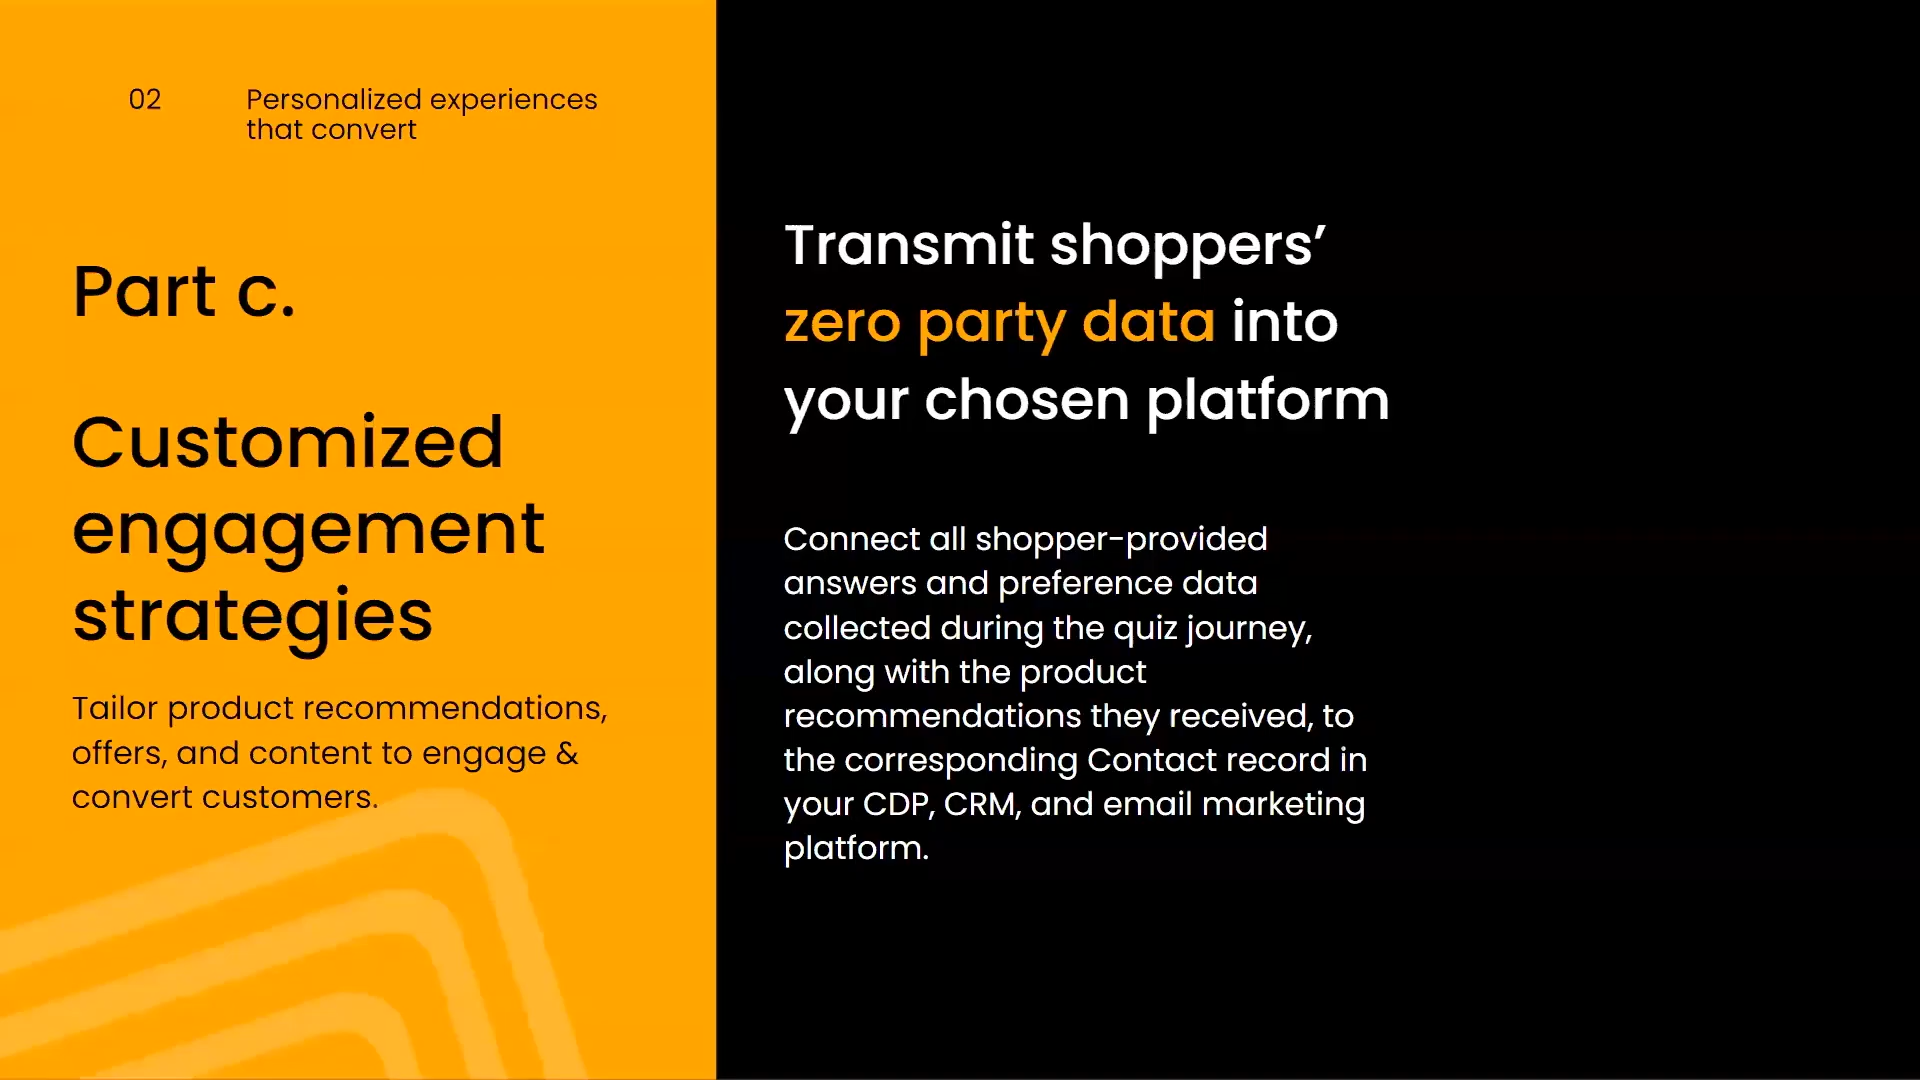 02
Personalized experiences
that convert
Part c.
Customized
engagement
strategies
Tailor product recommendations,
offers, and content to engage &
convert customers.
Transmit shoppers’
zero party data into
your chosen platform
Connect all shopper-provided
answers and preference data
collected during the quiz journey,
along with the product
recommendations they received, to
the corresponding Contact record in
your CDP, CRM, and email marketing
platform.